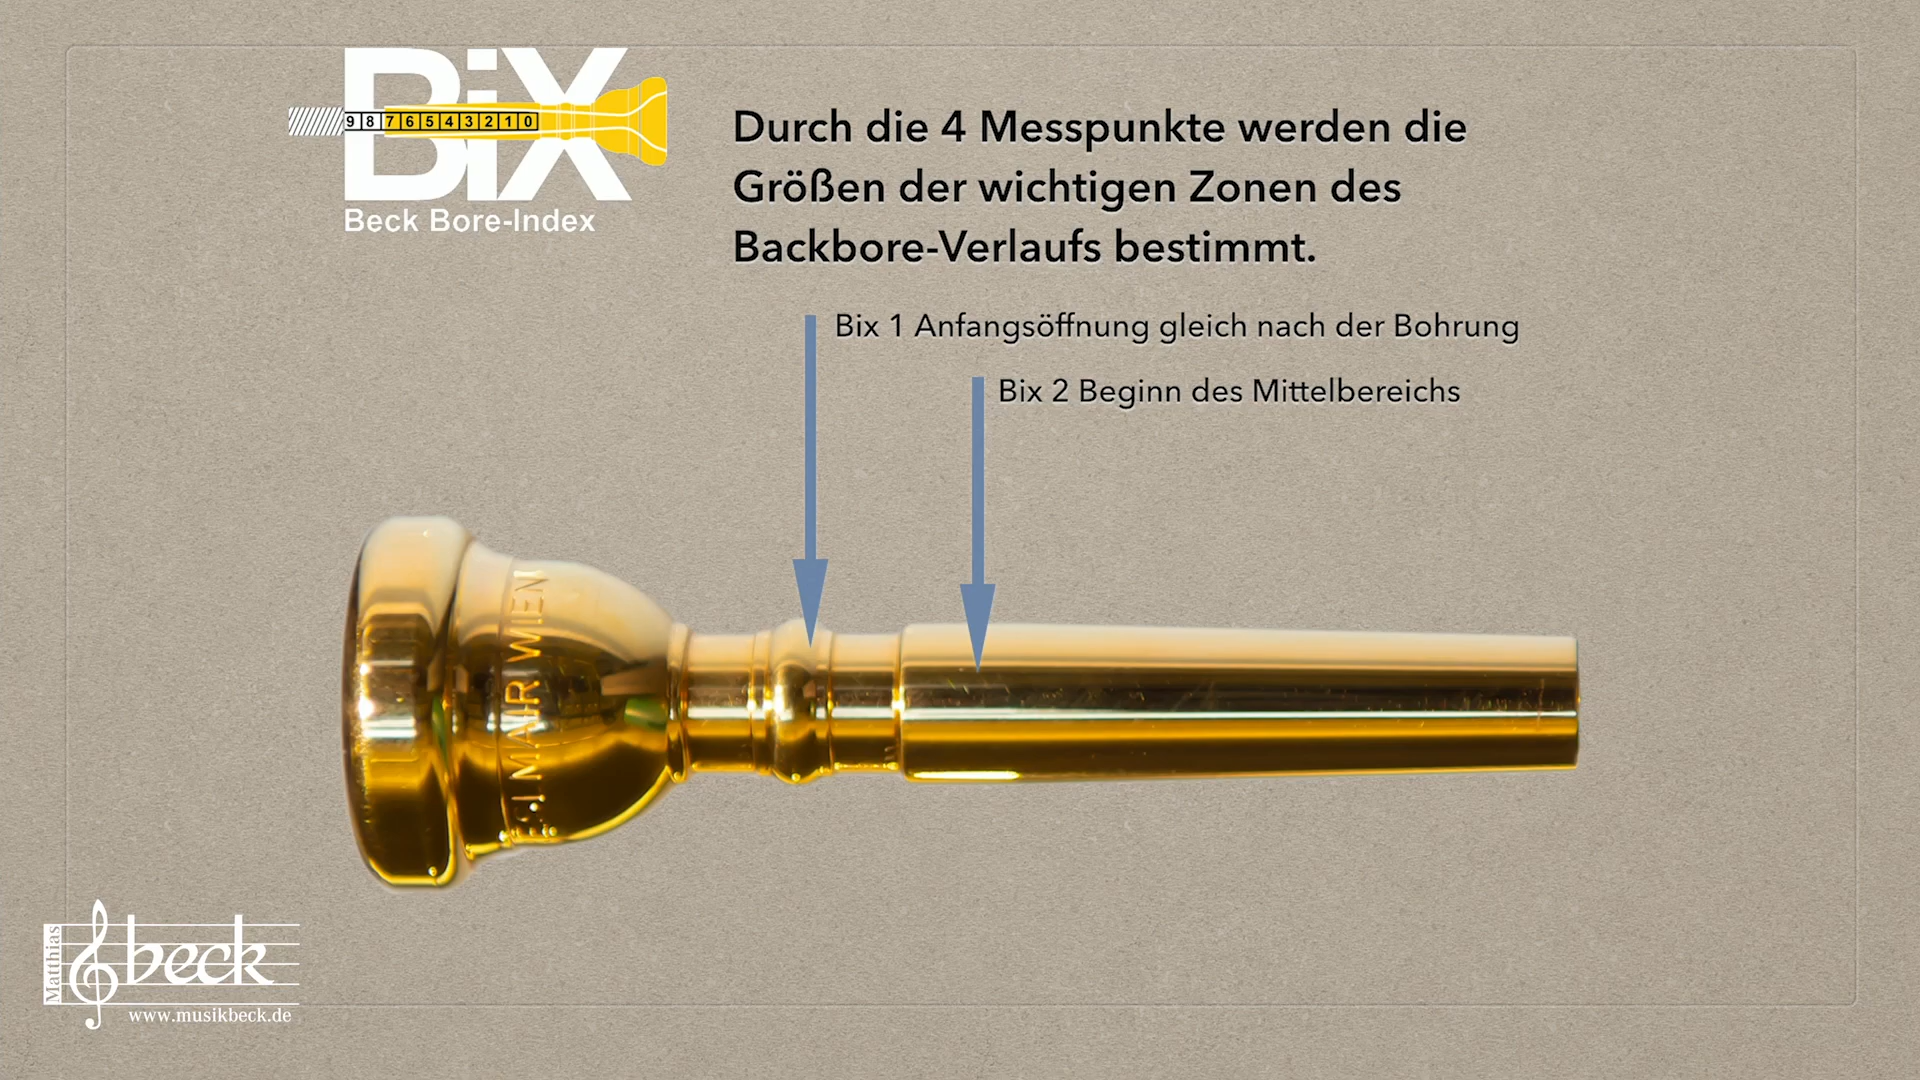 BiX
9 8 7 6 5 4 3 2 1 0
Beck Bore-Index
Durch die 4 Messpunkte werden die
Größen der wichtigen Zonen des
Backbore-Verlaufs bestimmt.
Bix 1 Anfangsöffnung gleich nach der Bohrung
Bix 2 Beginn des Mittelbereichs
MAIR WIEN
Matthias
beck
www.musikbeck.de